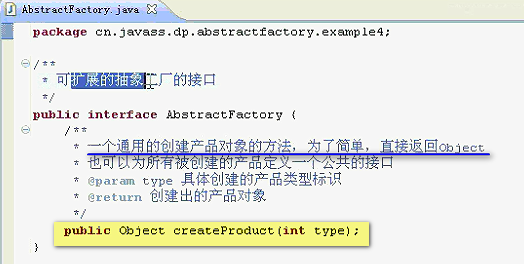 AbstractFactory.java
package cn.javass.dp.abstractfactory.example4;
/**
* 可扩展的抽象工厂的接口
*/
public interface AbstractFactory {
/**
* 一个通用的创建产品对象的方法，为了简单，直接返回Object
* 也可以为所有被创建的产品定义一个公共的接口
* @param type 具体创建的产品类型标识
* @return 创建出的产品对象
*/
public Object createProduct(int type);
}